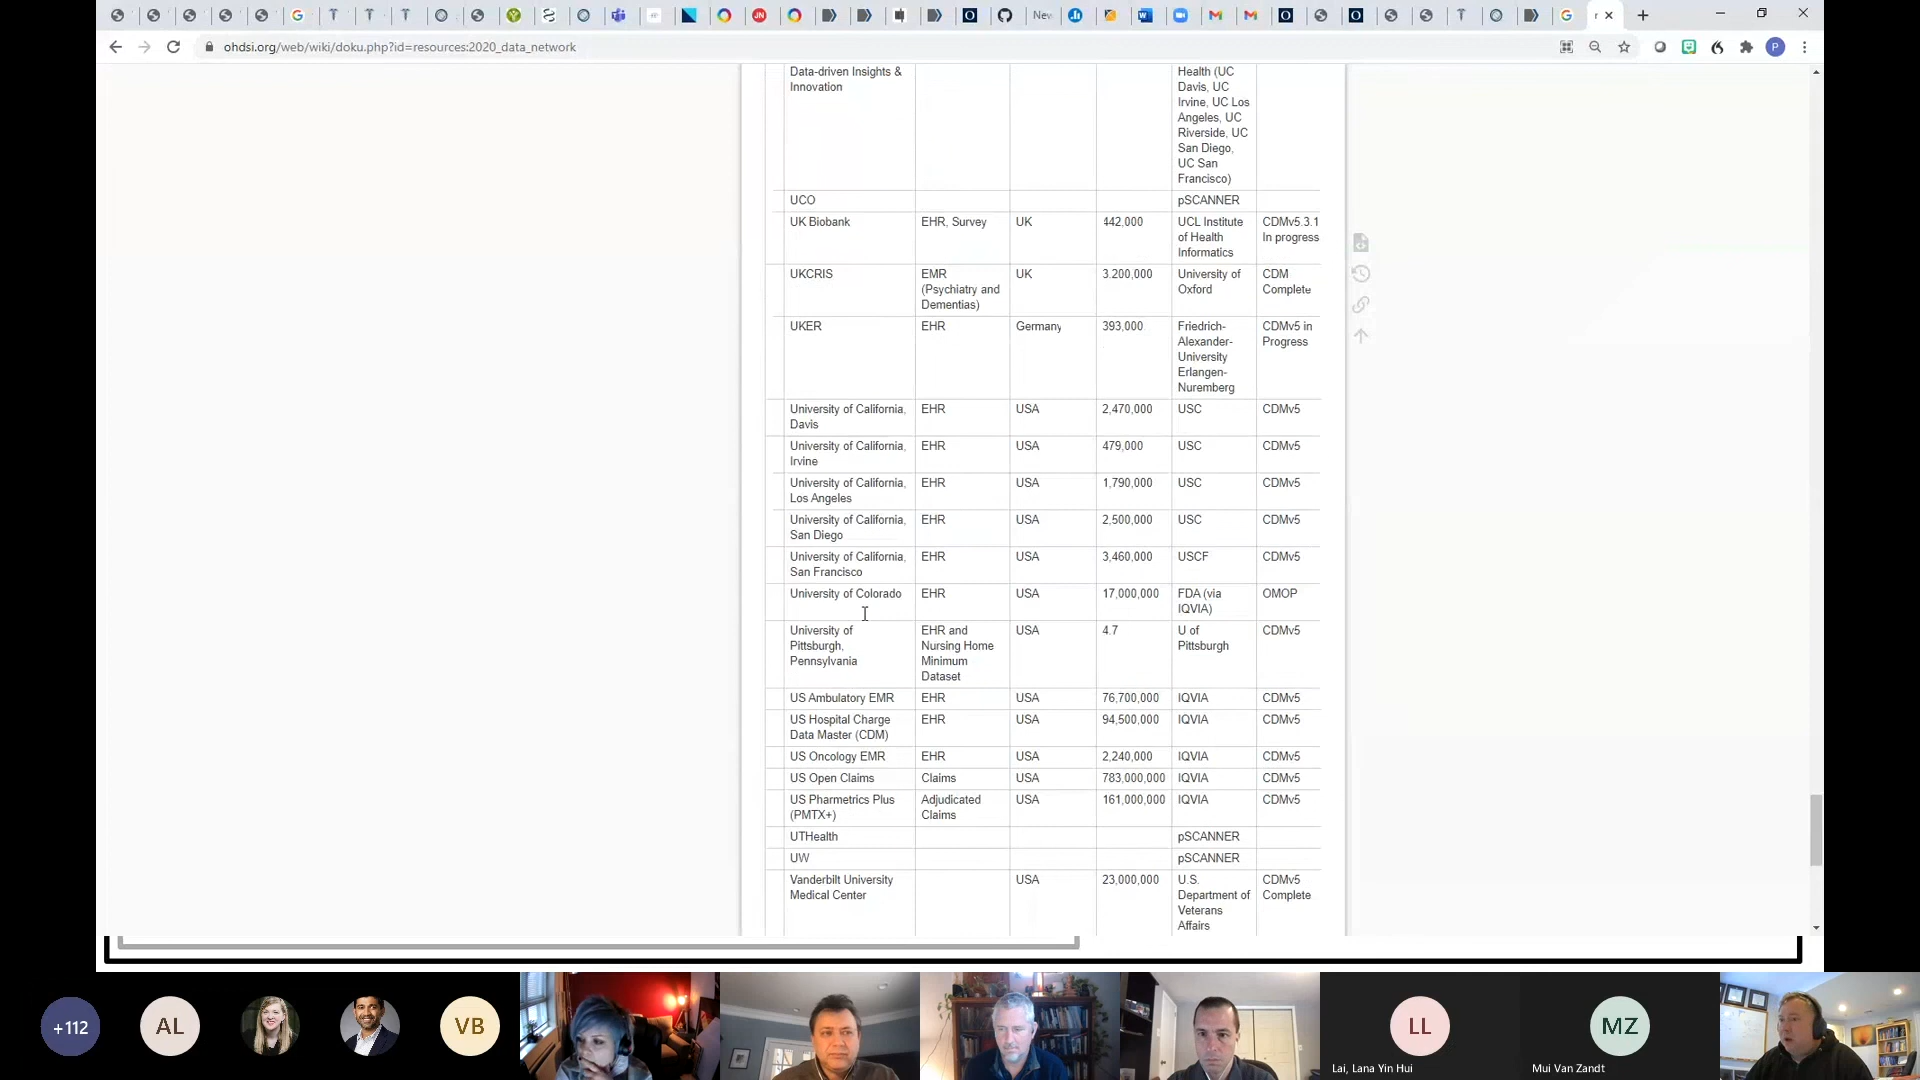 New
ohdsi.org/web/wiki/doku.php?id=resources:2020_data_network
P
Data-driven Insights &
Innovation
Health (UC
Davis, UC
Irvine, UC Los
Angeles, UC
Riverside, UC
San Diego,
UC San
Francisco)
UCO
pSCANNER
UK Biobank
EHR, Survey
UK
442,000
UCL Institute
of Health
Informatics
CDMv5.3.1
In progress
UKCRIS
EMR
(Psychiatry and
Dementias)
UK
3.200,000
University of
Oxford
CDM
Complete
UKER
EHR
Germany
393,000
Friedrich-
Alexander-
University
Erlangen-
Nuremberg
CDMv5 in
Progress
University of California,
Davis
EHR
USA
2,470,000
USC
CDMv5
University of California,
Irvine
EHR
USA
479,000
USC
CDMv5
University of California,
Los Angeles
EHR
USA
1,790,000
USC
CDMv5
University of California,
San Diego
EHR
USA
2,500,000
USC
CDMv5
University of California,
San Francisco
EHR
USA
3,460,000
USCF
CDMv5
University of Colorado
EHR
USA
17,000,000
FDA (via
IQVIA)
OMOP
University of
Pittsburgh,
Pennsylvania
EHR and
Nursing Home
Minimum
Dataset
USA
4.7
U of
Pittsburgh
CDMv5
US Ambulatory EMR
EHR
USA
76,700,000
IQVIA
CDMv5
US Hospital Charge
Data Master (CDM)
EHR
USA
94,500,000
IQVIA
CDMv5
US Oncology EMR
EHR
USA
2,240,000
IQVIA
CDMv5
US Open Claims
Claims
USA
783,000,000
IQVIA
CDMv5
US Pharmetrics Plus
(PMTX+)
Adjudicated
Claims
USA
161,000,000
IQVIA
CDMv5
UTHealth
pSCANNER
UW
pSCANNER
Vanderbilt University
Medical Center
USA
23,000,000
U.S.
Department of
Veterans
Affairs
CDMv5
Complete
+112
AL
VB
LL
Lai, Lana Yin Hui
MZ
Mui Van Zandt